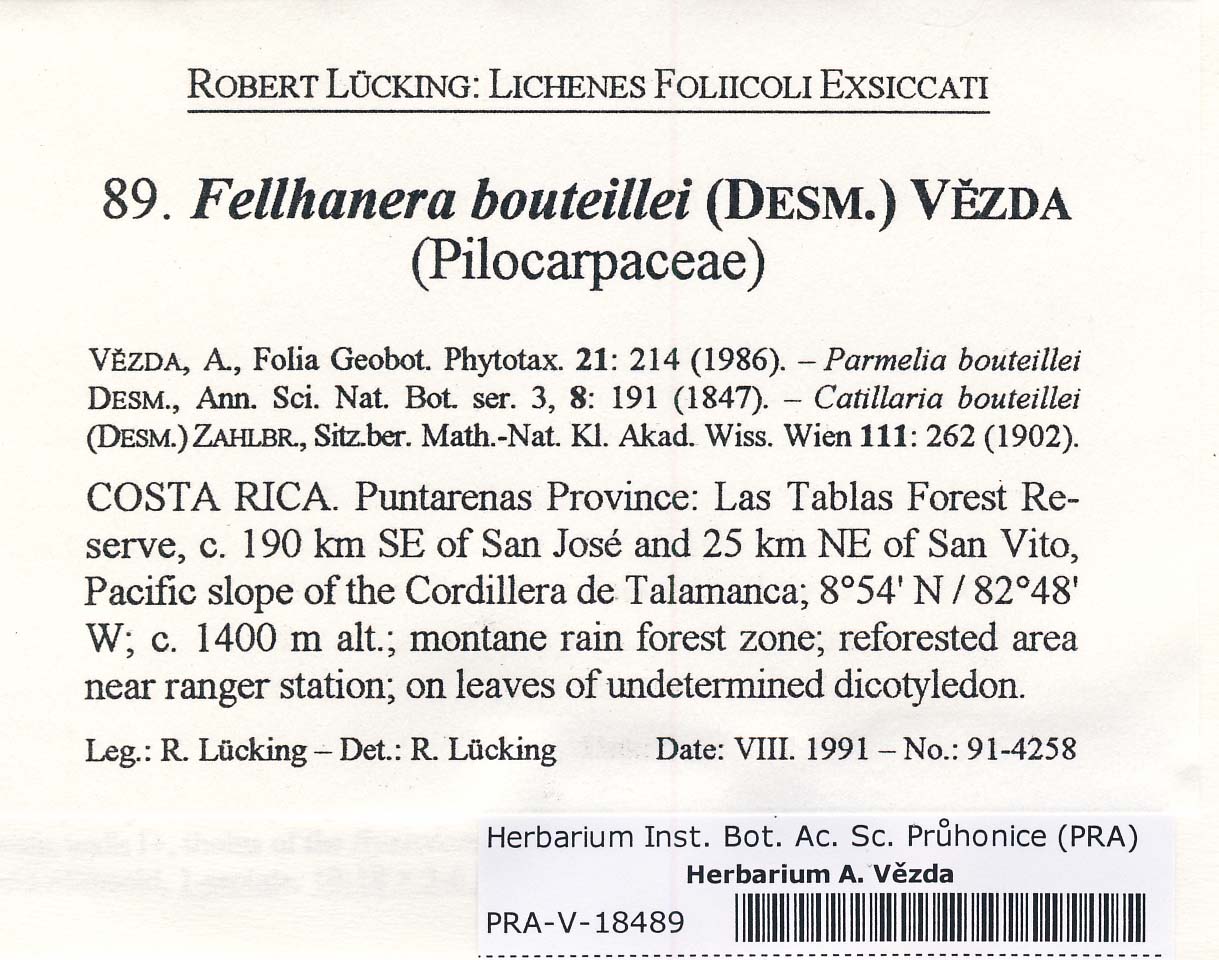 ROBERT LÜCKING: LICHENES FOLIICOLI EXSICCATI
89. Fellhanera bouteillei (DESM.) VĚZDA
(Pilocarpaceae)
VĚZDA, A., Folia Geobot. Phytotax. 21: 214 (1986). – Parmelia bouteillei
DESM., Ann. Sci. Nat. Bot. ser. 3, 8: 191 (1847). – Catillaria bouteillei
(DESM.) ZAHLBR., Sitz.ber. Math.-Nat. Kl. Akad. Wiss. Wien 111: 262 (1902).
COSTA RICA. Puntarenas Province: Las Tablas Forest Re-
serve, c. 190 km SE of San José and 25 km NE of San Vito,
Pacific slope of the Cordillera de Talamanca; 8°54' N / 82°48'
W; c. 1400 m alt.; montane rain forest zone; reforested area
near ranger station; on leaves of undetermined dicotyledon.
Leg.: R. Lücking – Det.: R. Lücking Date: VIII. 1991 – No.: 91-4258
Herbarium Inst. Bot. Ac. Sc. Průhonice (PRA)
Herbarium A. Vězda
PRA-V-18489